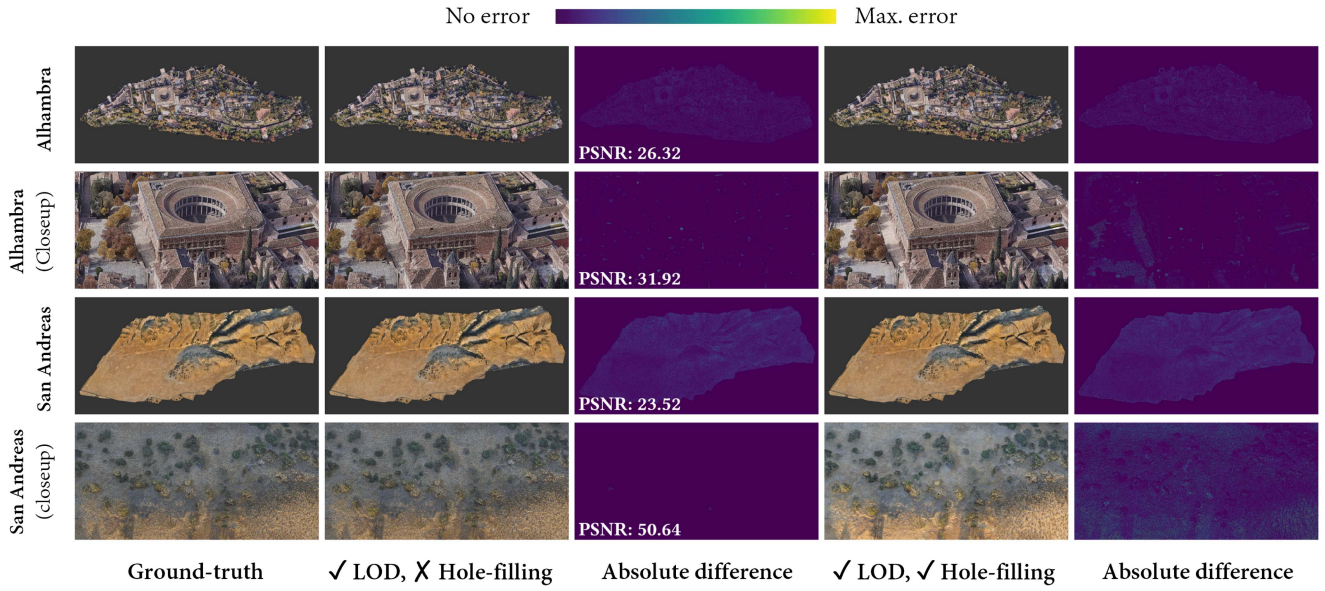 No error
Max. error
Alhambra
PSNR: 26.32
Alhambra
(Closeup)
PSNR: 31.92
San Andreas
PSNR: 23.52
San Andreas
(closeup)
PSNR: 50.64
Ground-truth
✓ LOD, ✗ Hole-filling
Absolute difference
✓ LOD, ✓ Hole-filling
Absolute difference